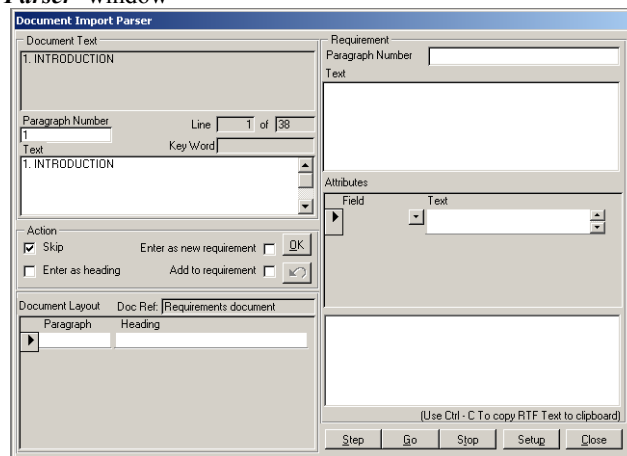 Parser" window
Document Import Parser
Document Text
1. INTRODUCTION
Paragraph Number
1
Line 1 of 38
Key Word
Text
1. INTRODUCTION
Action
Skip
Enter as new requirement
OK
Enter as heading
Add to requirement
Document Layout Doc Ref: Requirements document
Paragraph Heading
Requirement
Paragraph Number
Text
Attributes
Field Text
(Use Ctrl - C To copy RTF Text to clipboard)
Step Go Stop Setup Close